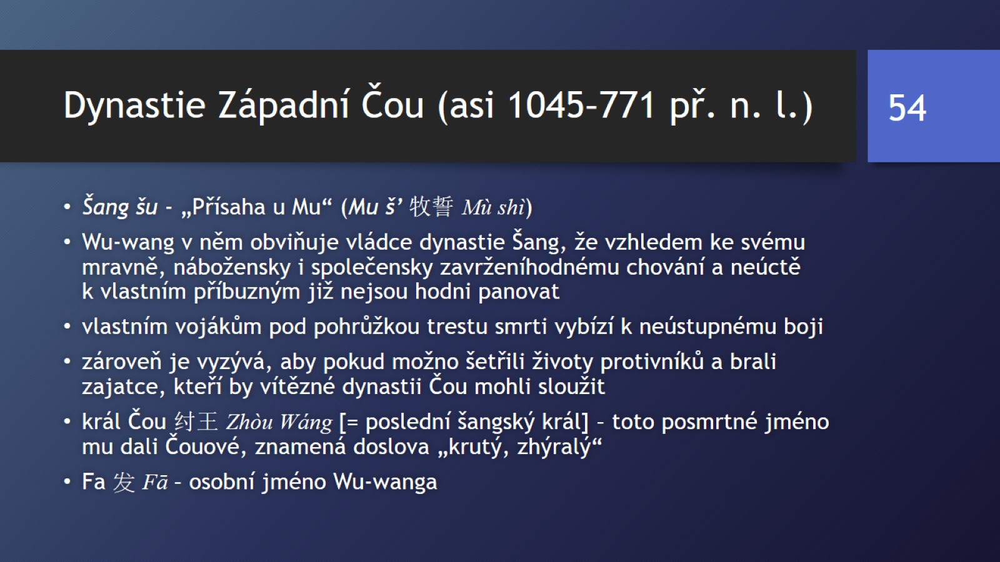 Dynastie Západní Čou (asi 1045–771 př. n. l.)
54
• Šang šu - „Přísaha u Mu“ (Mu š’ 牧誓 Mù shì)
• Wu-wang v něm obviňuje vládce dynastie Šang, že vzhledem ke svému
mravně, nábožensky i společensky zavrženíhodnému chování a neúctě
k vlastním příbuzným již nejsou hodni panovat
• vlastním vojákům pod pohrůžkou trestu smrti vybízí k neústupnému boji
• zároveň je vyzývá, aby pokud možno šetřili životy protivníků a brali
zajatce, kteří by vítězné dynastii Čou mohli sloužit
• král Čou 纣王 Zhòu Wáng [= poslední šangský král] – toto posmrtné jméno
mu dali Čouové, znamená doslova „krutý, zhýralý“
• Fa 发 Fā – osobní jméno Wu-wanga